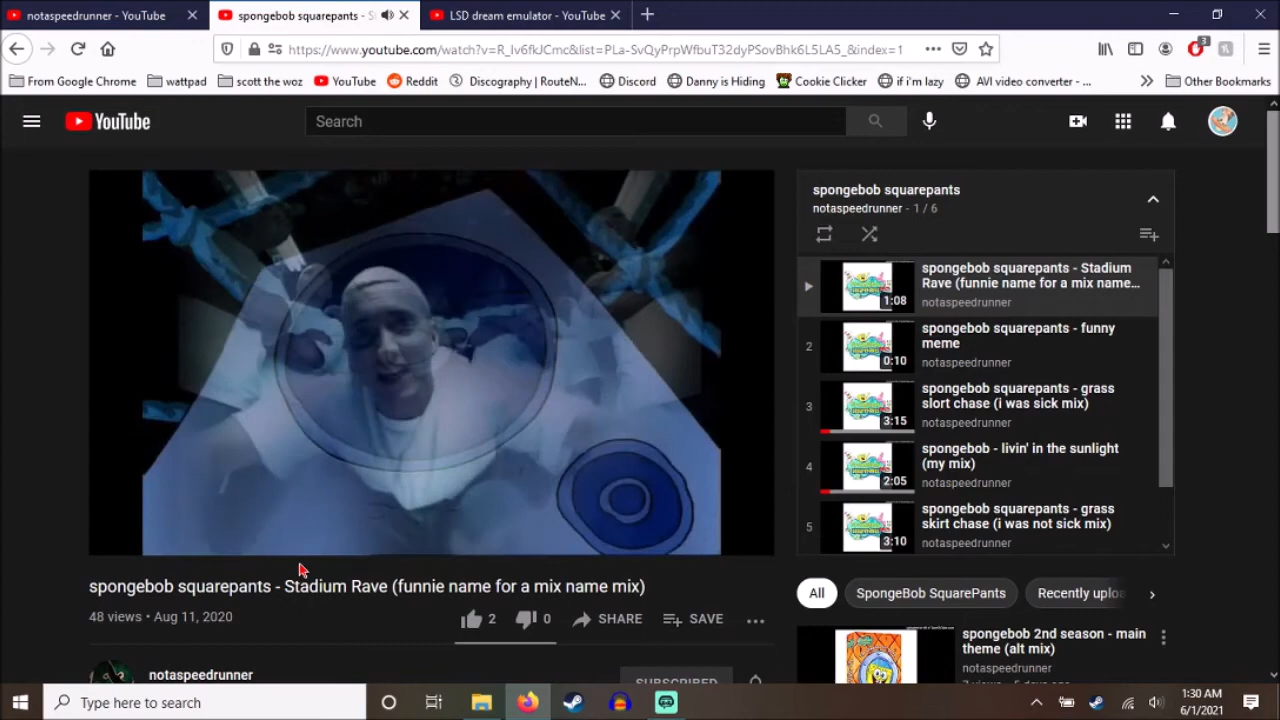 notaspeedrunner - YouTube
spongebob squarepants - S
LSD dream emulator - YouTube
https://www.youtube.com/watch?v=R_Iv6fkJCmc&list=PLa-SvQyPrpWfbuT32dyPSovBhk6L5LA5_&index=1
3
From Google Chrome
wattpad
scott the woz
YouTube
Reddit
Discography | RouteN...
Discord
Danny is Hiding
Cookie Clicker
if i'm lazy
AVI video converter - ...
Other Bookmarks
YouTube
Search
spongebob squarepants
notaspeedrunner - 1 / 6
spongebob squarepants - Stadium
Rave (funnie name for a mix name...
1:08
notaspeedrunner
2
spongebob squarepants - funny
meme
0:10
notaspeedrunner
3
spongebob squarepants - grass
slort chase (i was sick mix)
3:15
notaspeedrunner
4
spongebob - livin' in the sunlight
(my mix)
2:05
notaspeedrunner
5
spongebob squarepants - grass
skirt chase (i was not sick mix)
3:10
notaspeedrunner
spongebob squarepants - Stadium Rave (funnie name for a mix name mix)
48 views • Aug 11, 2020
2
0
SHARE
SAVE
All
SpongeBob SquarePants
Recently uplo
spongebob 2nd season - main
theme (alt mix)
notaspeedrunner
notaspeedrunner
SUBSCRIBED
Type here to search
1:30 AM
6/1/2021